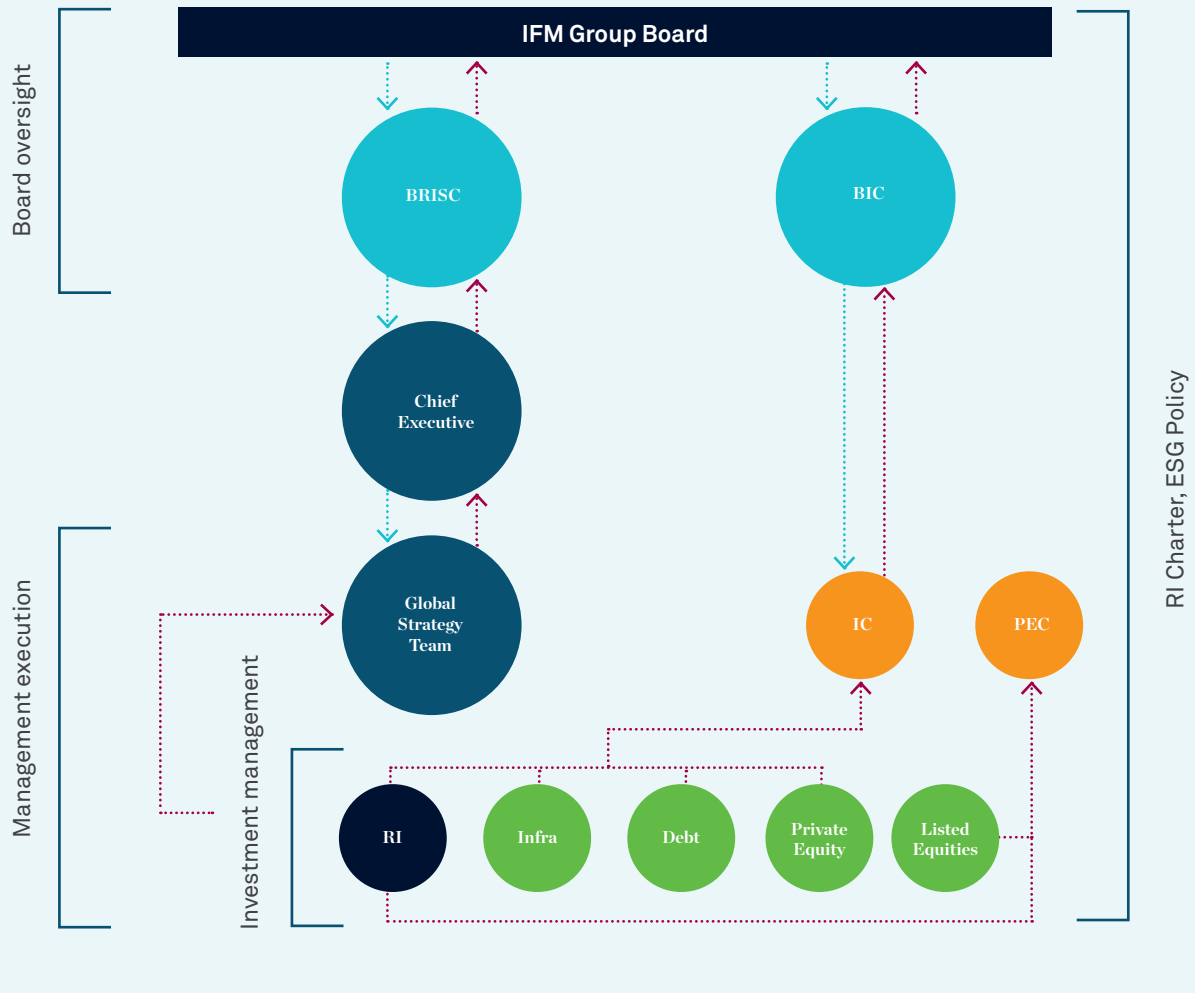 IFM Group Board
Board oversight
BRISC
BIC
Chief
Executive
RI Charter, ESG Policy
Management execution
Global
Strategy
Team
IC
PEC
Investment management
RI
Infra
Debt
Private
Equity
Listed
Equities